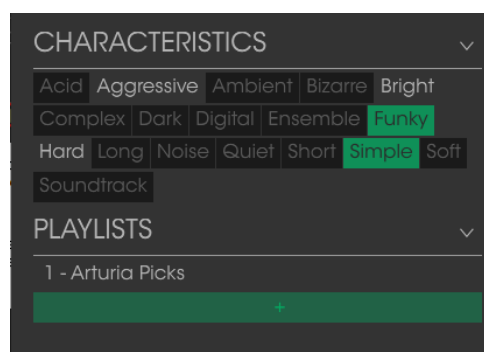 CHARACTERISTICS
Acid Aggressive Ambient Bizarre Bright
Complex Dark Digital Ensemble Funky
Hard Long Noise Quiet Short Simple Soft
Soundtrack
PLAYLISTS
1 - Arturia Picks
+